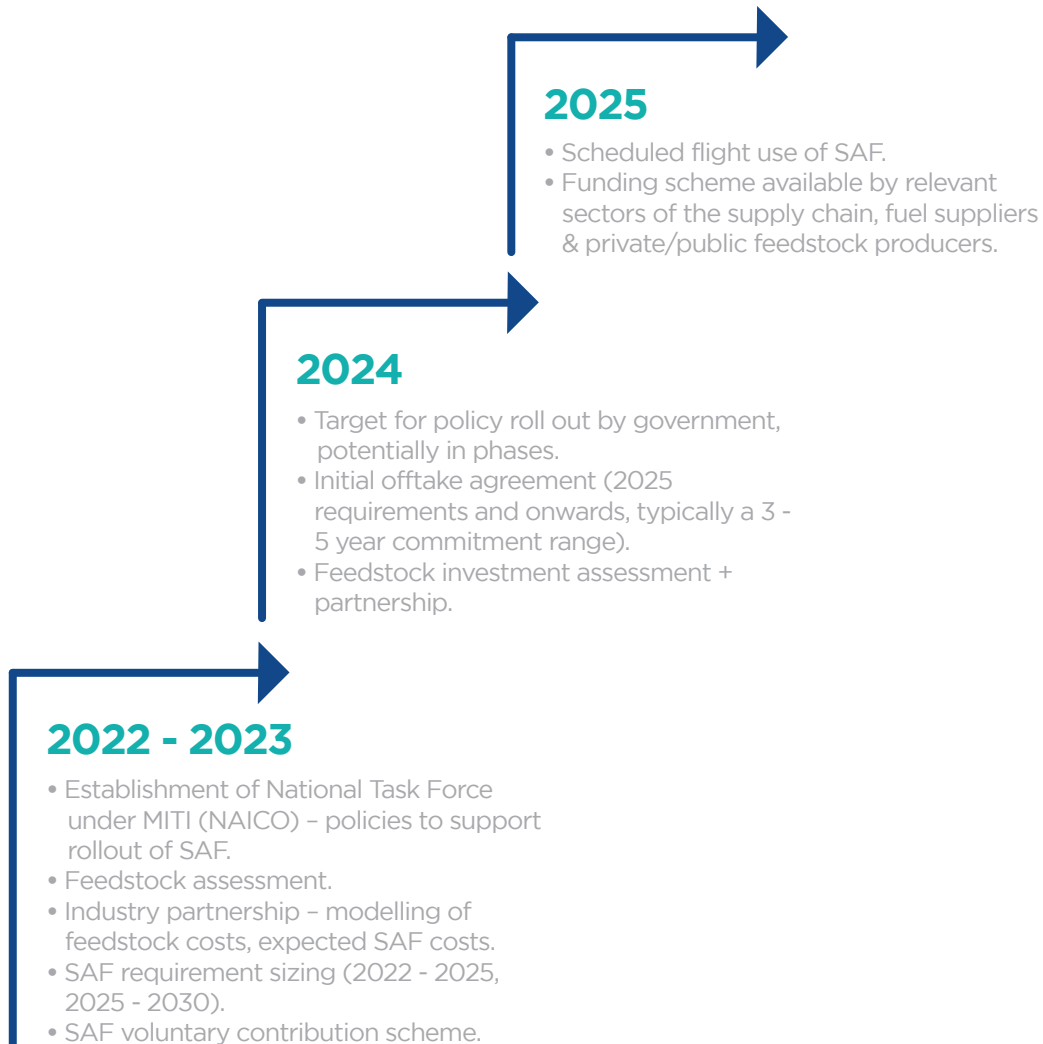 2025
• Scheduled flight use of SAF.
• Funding scheme available by relevant
sectors of the supply chain, fuel suppliers
& private/public feedstock producers.
2024
• Target for policy roll out by government,
potentially in phases.
• Initial offtake agreement (2025
requirements and onwards, typically a 3 -
5 year commitment range).
• Feedstock investment assessment +
partnership.
2022 - 2023
• Establishment of National Task Force
under MITI (NAICO) – policies to support
rollout of SAF.
• Feedstock assessment.
• Industry partnership – modelling of
feedstock costs, expected SAF costs.
• SAF requirement sizing (2022 - 2025,
2025 - 2030).
• SAF voluntary contribution scheme.